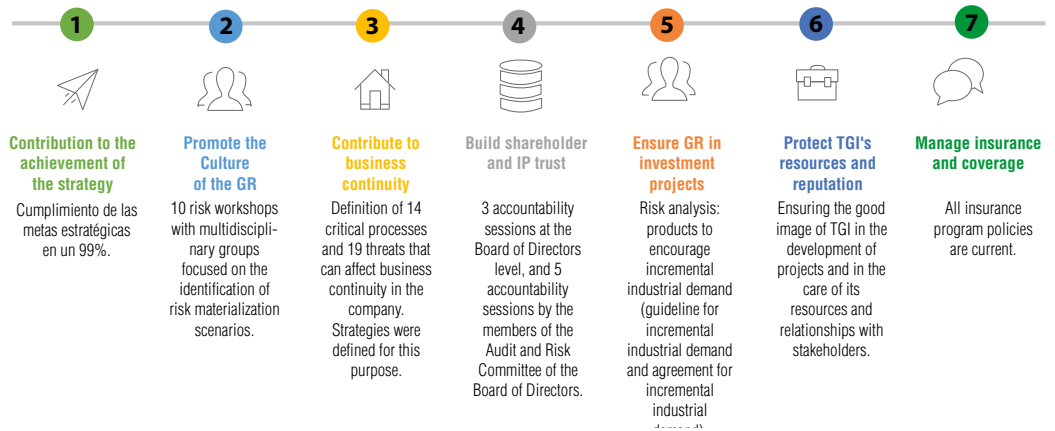 1
2
3
4
5
6
7
Contribution to the
achievement of
the strategy
Cumplimiento de las
metas estratégicas
en un 99%.
Promote the
Culture
of the GR
10 risk workshops
with multidiscipli-
nary groups
focused on the
identification of
risk materialization
scenarios.
Contribute to
business
continuity
Definition of 14
critical processes
and 19 threats that
can affect business
continuity in the
company.
Strategies were
defined for this
purpose.
Build shareholder
and IP trust
3 accountability
sessions at the
Board of Directors
level, and 5
accountability
sessions by the
members of the
Audit and Risk
Committee of the
Board of Directors.
Ensure GR in
investment
projects
Risk analysis:
products to
encourage
incremental
industrial demand
(guideline for
incremental
industrial demand
and agreement for
incremental
industrial
Protect TGI's
resources and
reputation
Ensuring the good
image of TGI in the
development of
projects and in the
care of its
resources and
relationships with
stakeholders.
Manage insurance
and coverage
All insurance
program policies
are current.